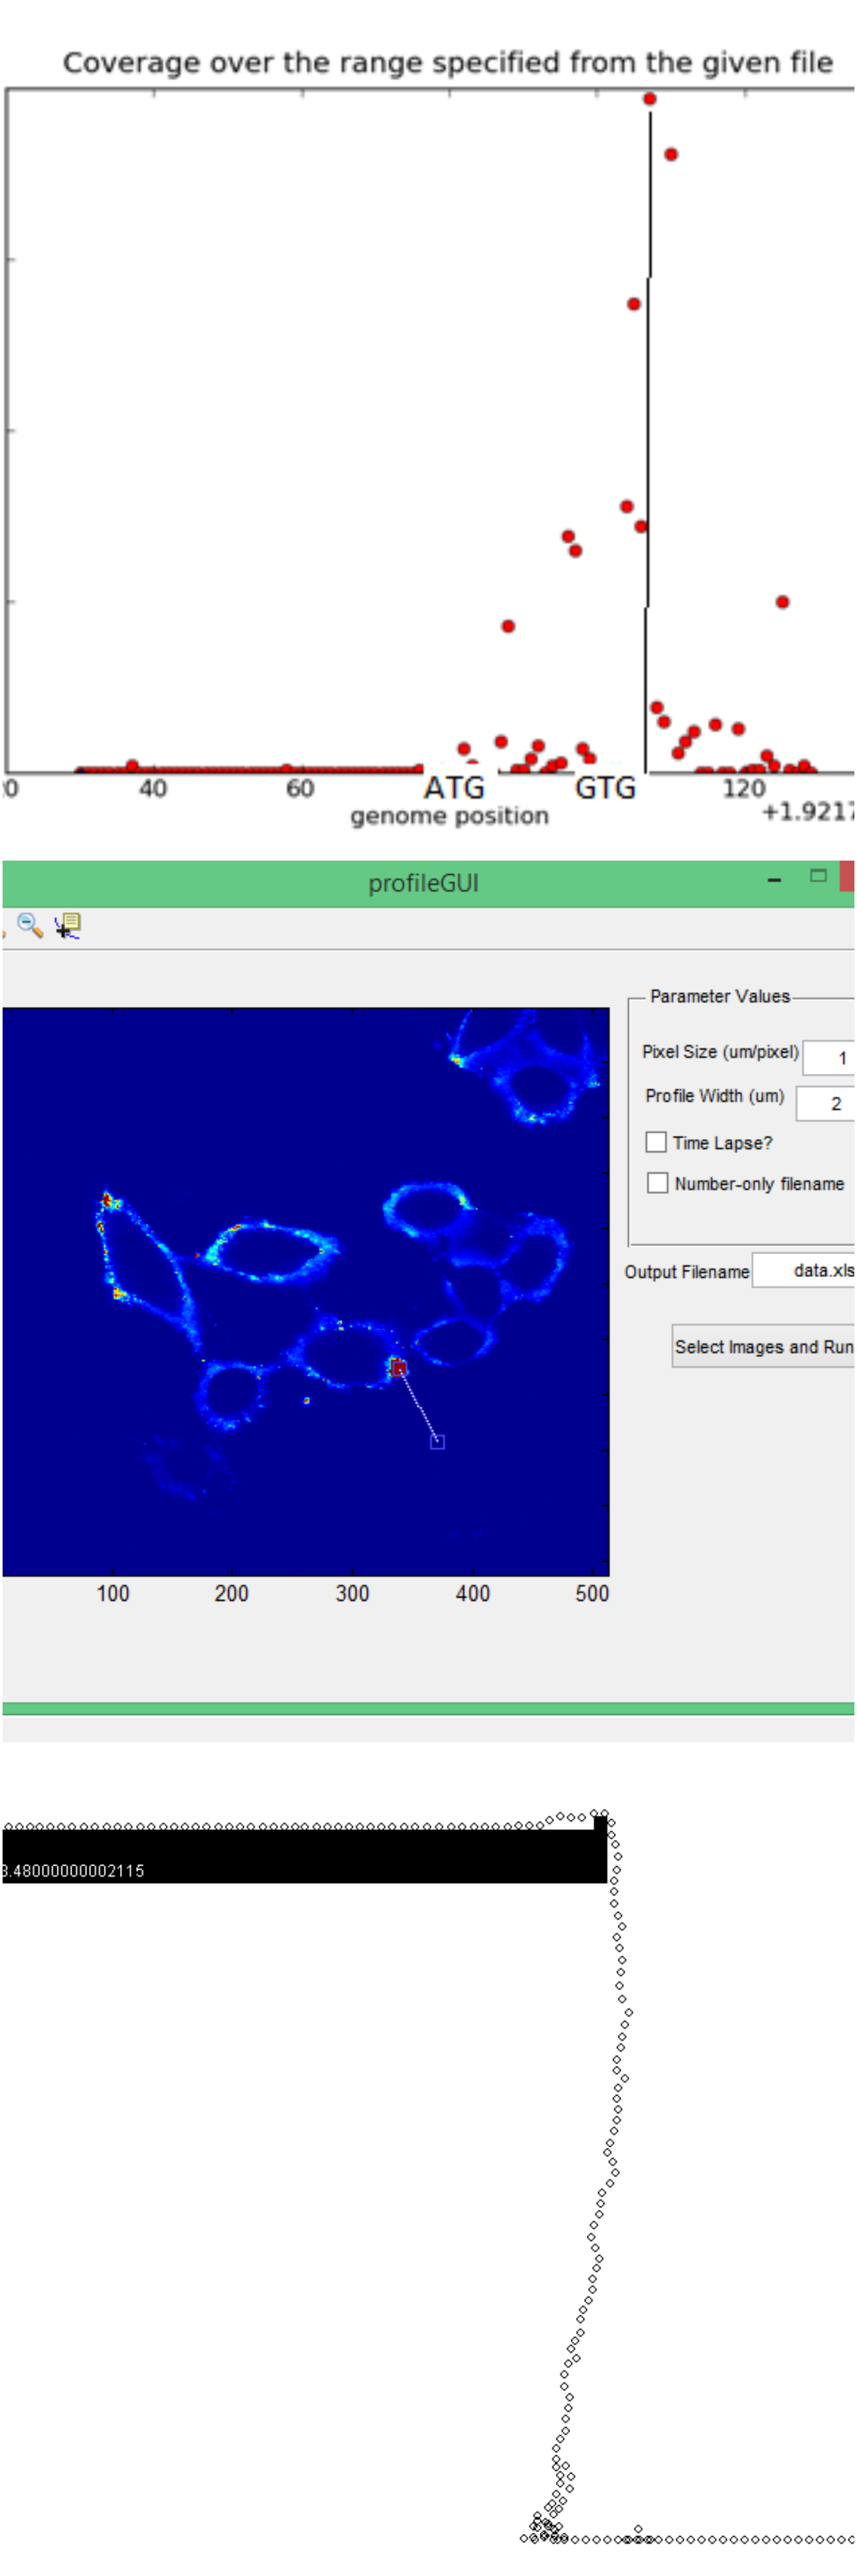 Coverage over the range specified from the given file
20 40 60 ATG GTG 120
genome position
+1.9217
profileGUI
Parameter Values
Pixel Size (um/pixel) 1
Profile Width (um) 2
Time Lapse?
Number-only filename
Output Filename data.xls
Select Images and Run
100 200 300 400 500
3.48000000002115